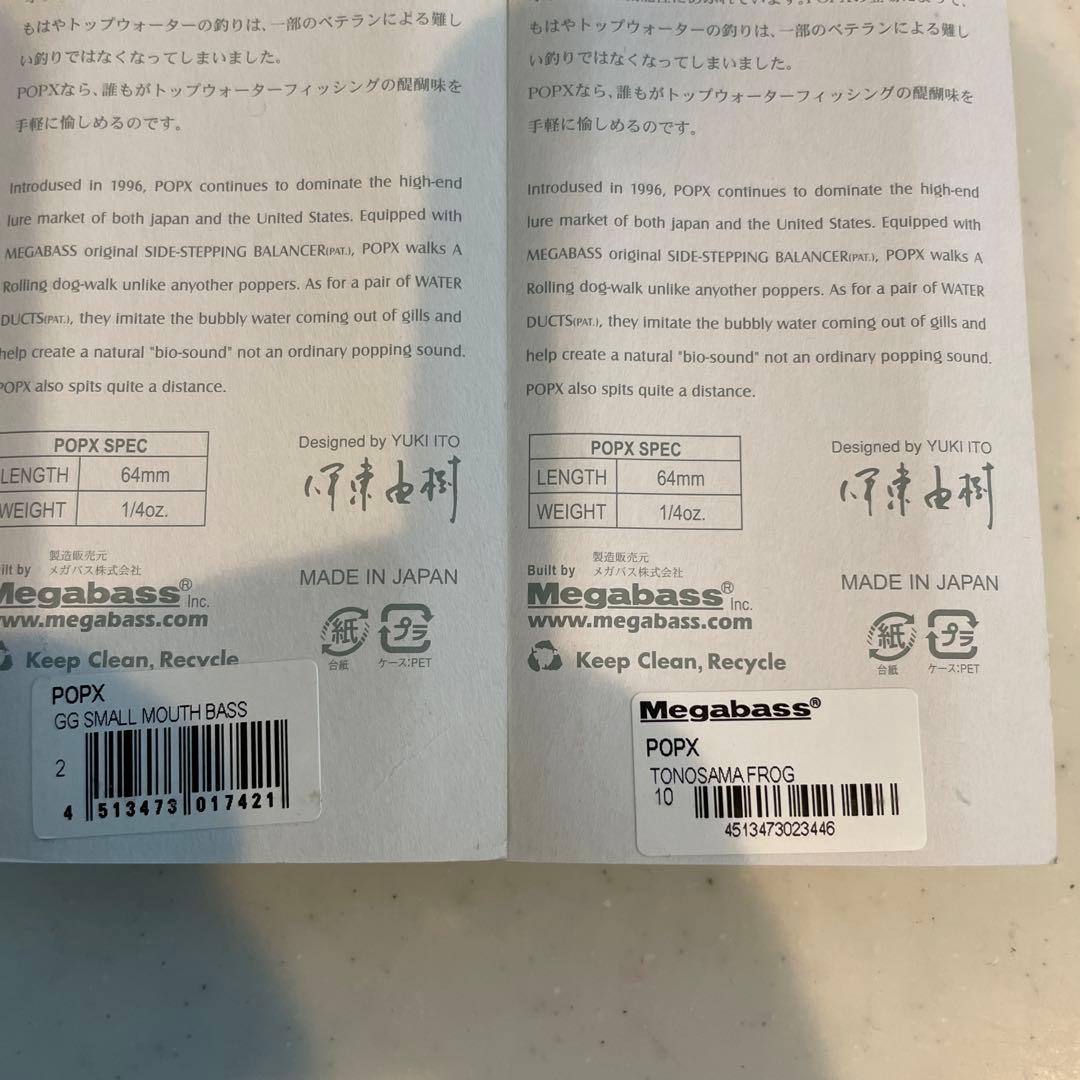 もはやトップウォーターの釣りは、一部のベテランによる難し
い釣りではなくなってしまいました。
POPXなら、誰もがトップウォーターフィッシングの醍醐味を
手軽に愉しめるのです。
Introdused in 1996, POPX continues to dominate the high-end
lure market of both japan and the United States. Equipped with
MEGABASS original SIDE-STEPPING BALANCER(PAT.), POPX walks A
Rolling dog-walk unlike anyother poppers. As for a pair of WATER
DUCTS(PAT.), they imitate the bubbly water coming out of gills and
help create a natural "bio-sound" not an ordinary popping sound.
POPX also spits quite a distance.
POPX SPEC
LENGTH 64mm
WEIGHT 1/4oz.
Designed by YUKI ITO
伊東由樹
製造販売元
メガバス株式会社
Megabass® Inc.
www.megabass.com
MADE IN JAPAN
紙
台紙
プラ
ケース:PET
Keep Clean, Recycle
POPX
GG SMALL MOUTH BASS
2
4 513473 017421
もはやトップウォーターの釣りは、一部のベテランによる難し
い釣りではなくなってしまいました。
POPXなら、誰もがトップウォーターフィッシングの醍醐味を
手軽に愉しめるのです。
Introdused in 1996, POPX continues to dominate the high-end
lure market of both japan and the United States. Equipped with
MEGABASS original SIDE-STEPPING BALANCER(PAT.), POPX walks A
Rolling dog-walk unlike anyother poppers. As for a pair of WATER
DUCTS(PAT.), they imitate the bubbly water coming out of gills and
help create a natural "bio-sound" not an ordinary popping sound.
POPX also spits quite a distance.
POPX SPEC
LENGTH 64mm
WEIGHT 1/4oz.
Designed by YUKI ITO
伊東由樹
製造販売元
Built by メガバス株式会社
Megabass® Inc.
www.megabass.com
MADE IN JAPAN
紙
台紙
プラ
ケース:PET
Keep Clean, Recycle
Megabass®
POPX
TONOSAMA FROG
10
4513473023446